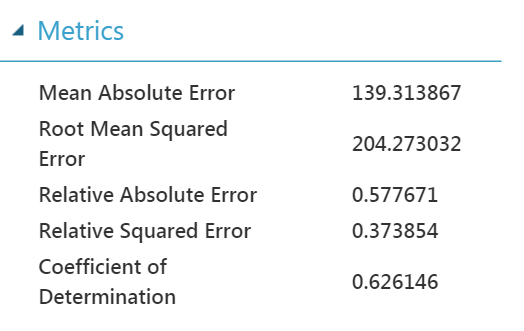 Metrics
Mean Absolute Error 139.313867
Root Mean Squared
Error 204.273032
Relative Absolute Error 0.577671
Relative Squared Error 0.373854
Coefficient of
Determination 0.626146